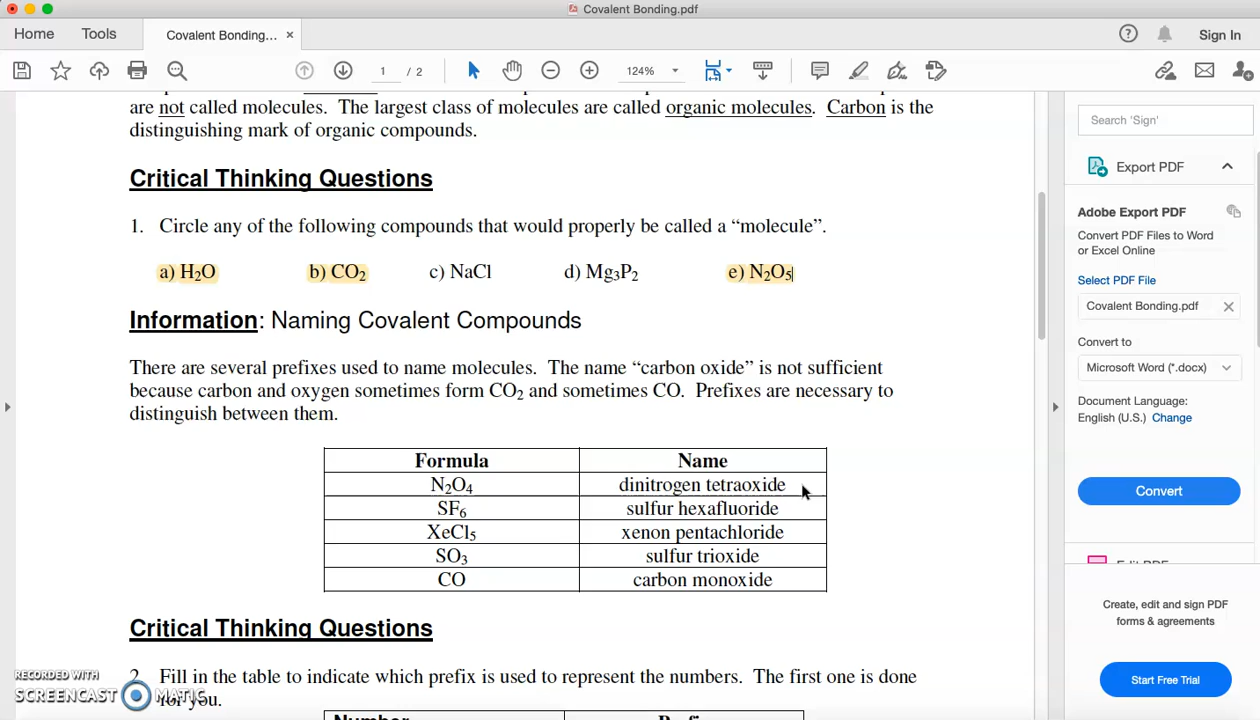 Covalent Bonding.pdf
Home
Tools
Covalent Bonding... ×
Sign In
1 / 2
124%
are not called molecules. The largest class of molecules are called organic molecules. Carbon is the
distinguishing mark of organic compounds.
Critical Thinking Questions
1. Circle any of the following compounds that would properly be called a “molecule”.
a) H₂O b) CO₂ c) NaCl d) Mg₃P₂ e) N₂O₅
Information: Naming Covalent Compounds
There are several prefixes used to name molecules. The name “carbon oxide” is not sufficient
because carbon and oxygen sometimes form CO₂ and sometimes CO. Prefixes are necessary to
distinguish between them.
Formula Name
N₂O₄ dinitrogen tetraoxide
SF₆ sulfur hexafluoride
XeCl₅ xenon pentachloride
SO₃ sulfur trioxide
CO carbon monoxide
Critical Thinking Questions
2. Fill in the table to indicate which prefix is used to represent the numbers. The first one is done
for you.
Number Prefix
Search 'Sign'
Export PDF
Adobe Export PDF
Convert PDF Files to Word
or Excel Online
Select PDF File
Covalent Bonding.pdf
Convert to
Microsoft Word (*.docx)
Document Language:
English (U.S.) Change
Convert
Edit PDF
Create, edit and sign PDF
forms & agreements
Start Free Trial
RECORDED WITH
SCREENCAST MATIC